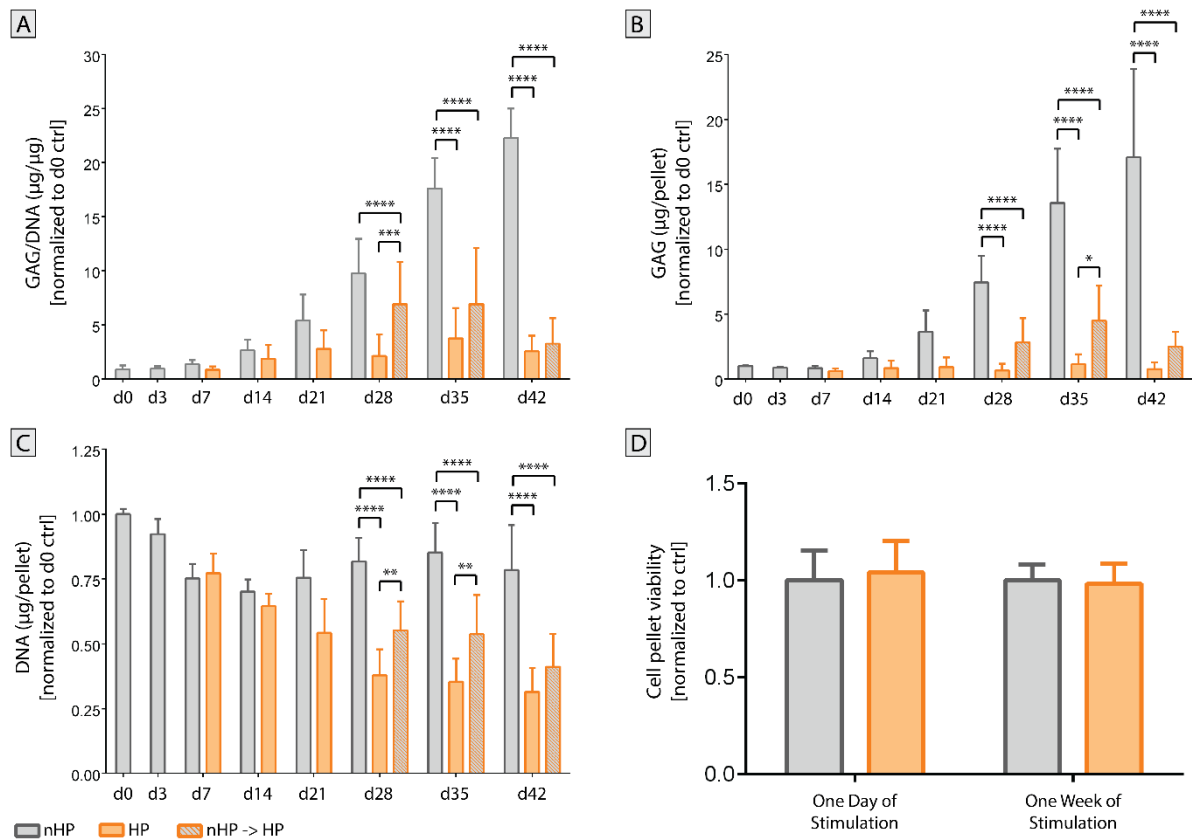 A
GAG/DNA (µg/µg)
[normalized to d0 ctrl]
30
25
20
15
10
5
0
**** 
***
****
****
****
****
d0 d3 d7 d14 d21 d28 d35 d42
B
GAG (µg/pellet)
[normalized to d0 ctrl]
25
20
15
10
5
0
****
****
****
****
*
****
****
d0 d3 d7 d14 d21 d28 d35 d42
C
DNA (µg/pellet)
[normalized to d0 ctrl]
1.25
1.00
0.75
0.50
0.25
0.00
****
****
**
****
****
**
****
****
d0 d3 d7 d14 d21 d28 d35 d42
D
Cell pellet viability
[normalized to ctrl]
1.5
1.0
0.5
0.0
One Day of
Stimulation
One Week of
Stimulation
nHP HP nHP -> HP